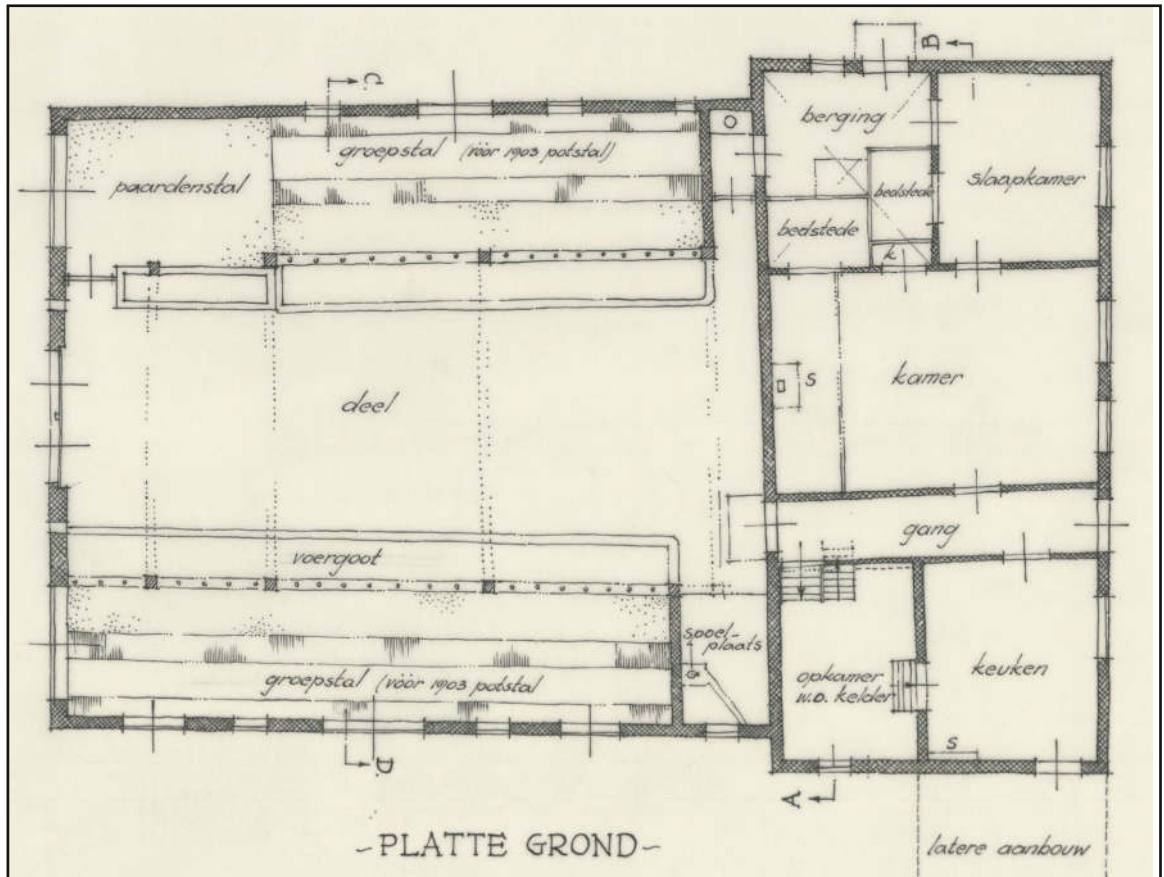 B
C.
berging
groepstal (vóór 1903 potstal)
paardenstal
slaapkamer
bedstede
bedstede
k
s
kamer
deel
gang
voergoot
spoel-
plaats
opkamer
w.o. kelder
keuken
groepstal (vóór 1903 potstal
s
D.
A
-PLATTE GROND-
latere aanbouw